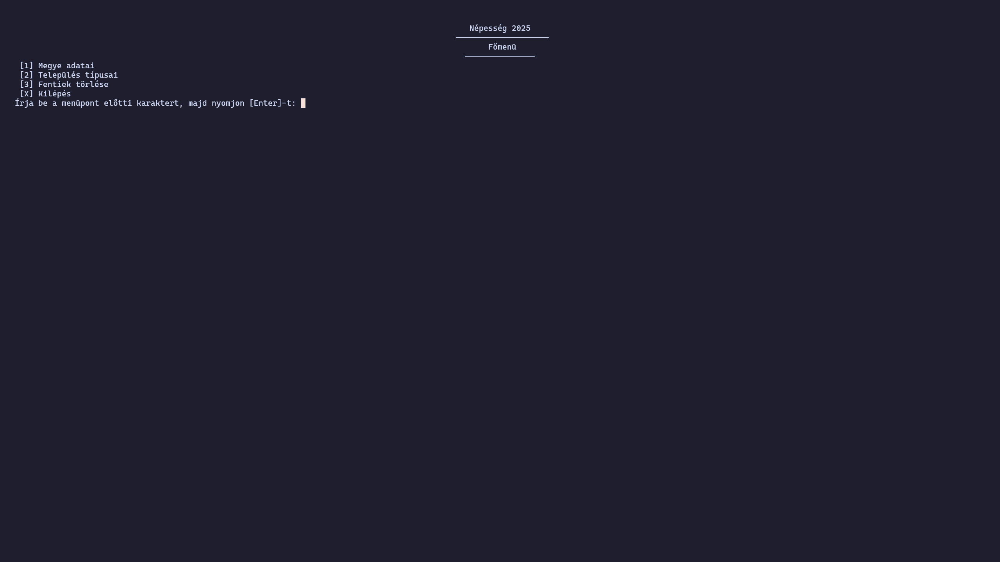 Népesség 2025
Főmenü
[1] Megye adatai
[2] Település típusai
[3] Fentiek törlése
[X] Kilépés
Írja be a menüpont előtti karaktert, majd nyomjon [Enter]-t: